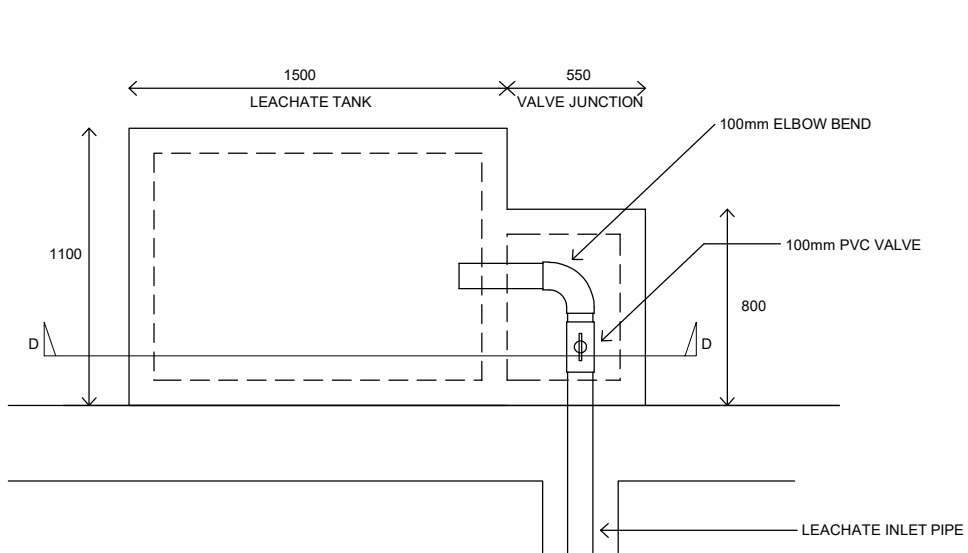 1500
550
LEACHATE TANK
VALVE JUNCTION
100mm ELBOW BEND
1100
100mm PVC VALVE
800
D
D
LEACHATE INLET PIPE